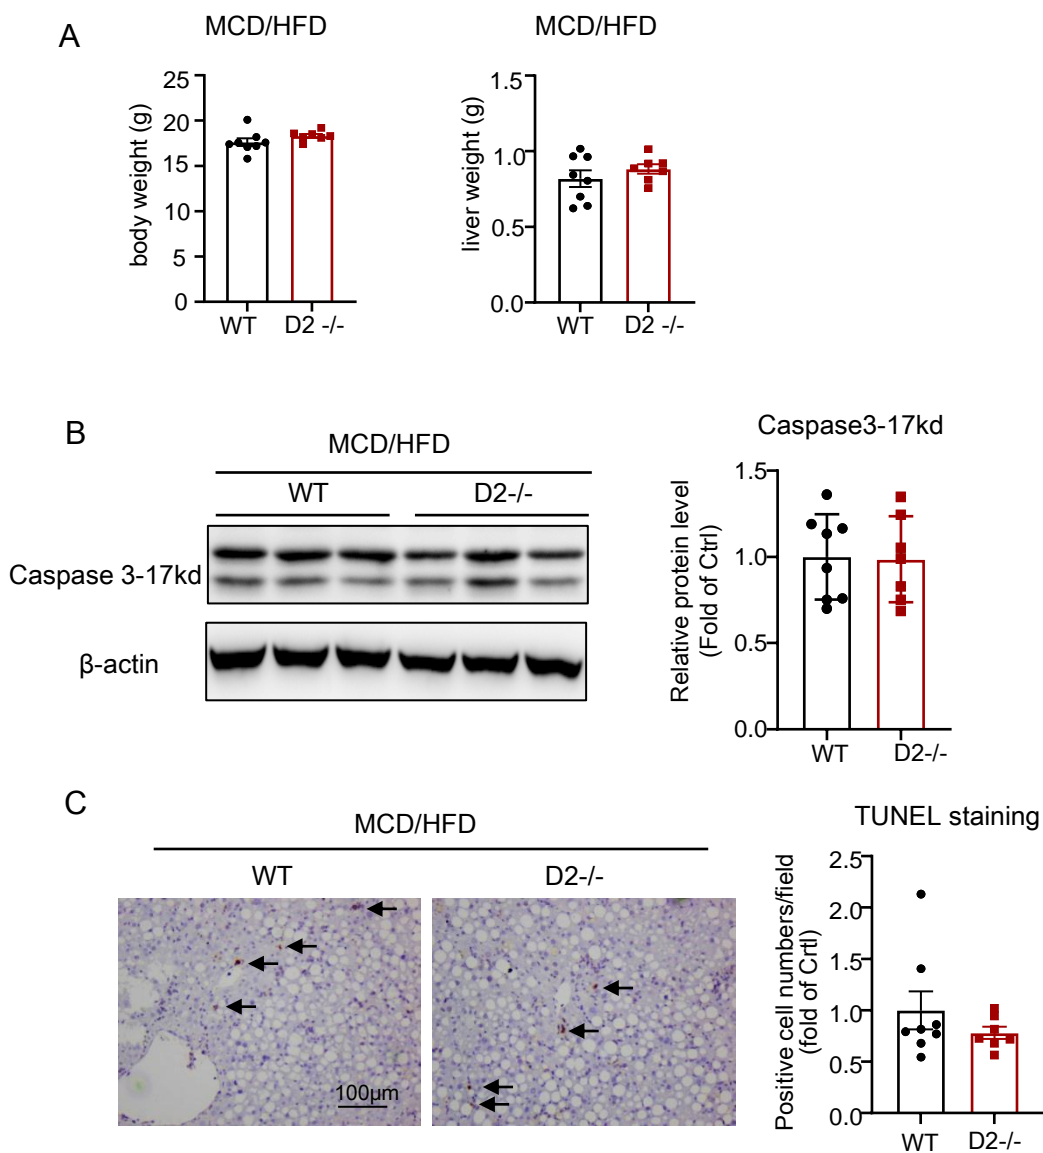 A
MCD/HFD
MCD/HFD
body weight (g)
25
20
15
10
5
0
WT
D2 -/-
liver weight (g)
1.5
1.0
0.5
0.0
WT
D2 -/-
B
MCD/HFD
WT
D2-/-
Caspase 3-17kd
β-actin
Caspase3-17kd
Relative protein level
(Fold of Ctrl)
1.5
1.0
0.5
0.0
WT
D2-/-
C
MCD/HFD
WT
D2-/-
100μm
TUNEL staining
Positive cell numbers/field
(fold of Crtl)
2.5
2.0
1.5
1.0
0.5
0.0
WT
D2-/-